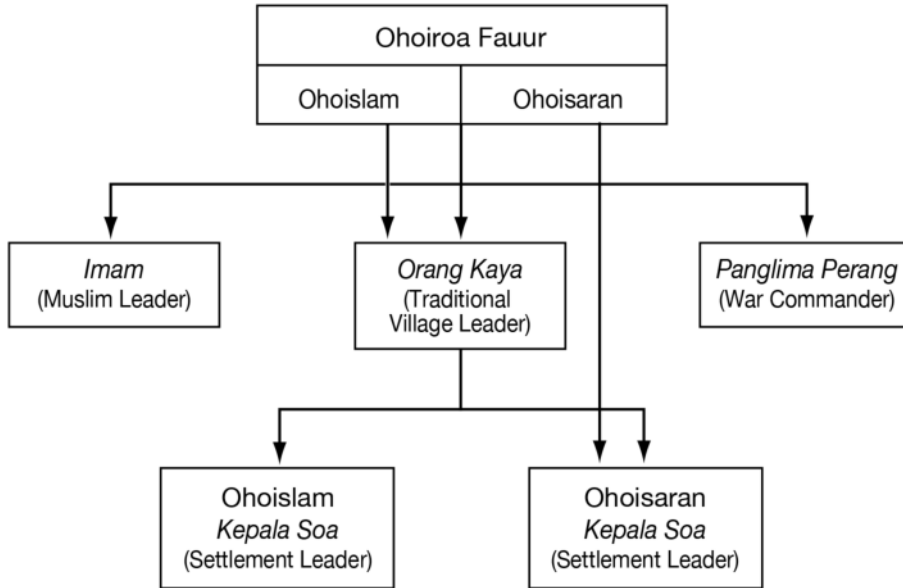 Ohoiroa Fauur
Ohoislam
Ohoisaran
Imam
(Muslim Leader)
Orang Kaya
(Traditional
Village Leader)
Panglima Perang
(War Commander)
Ohoislam
Kepala Soa
(Settlement Leader)
Ohoisaran
Kepala Soa
(Settlement Leader)